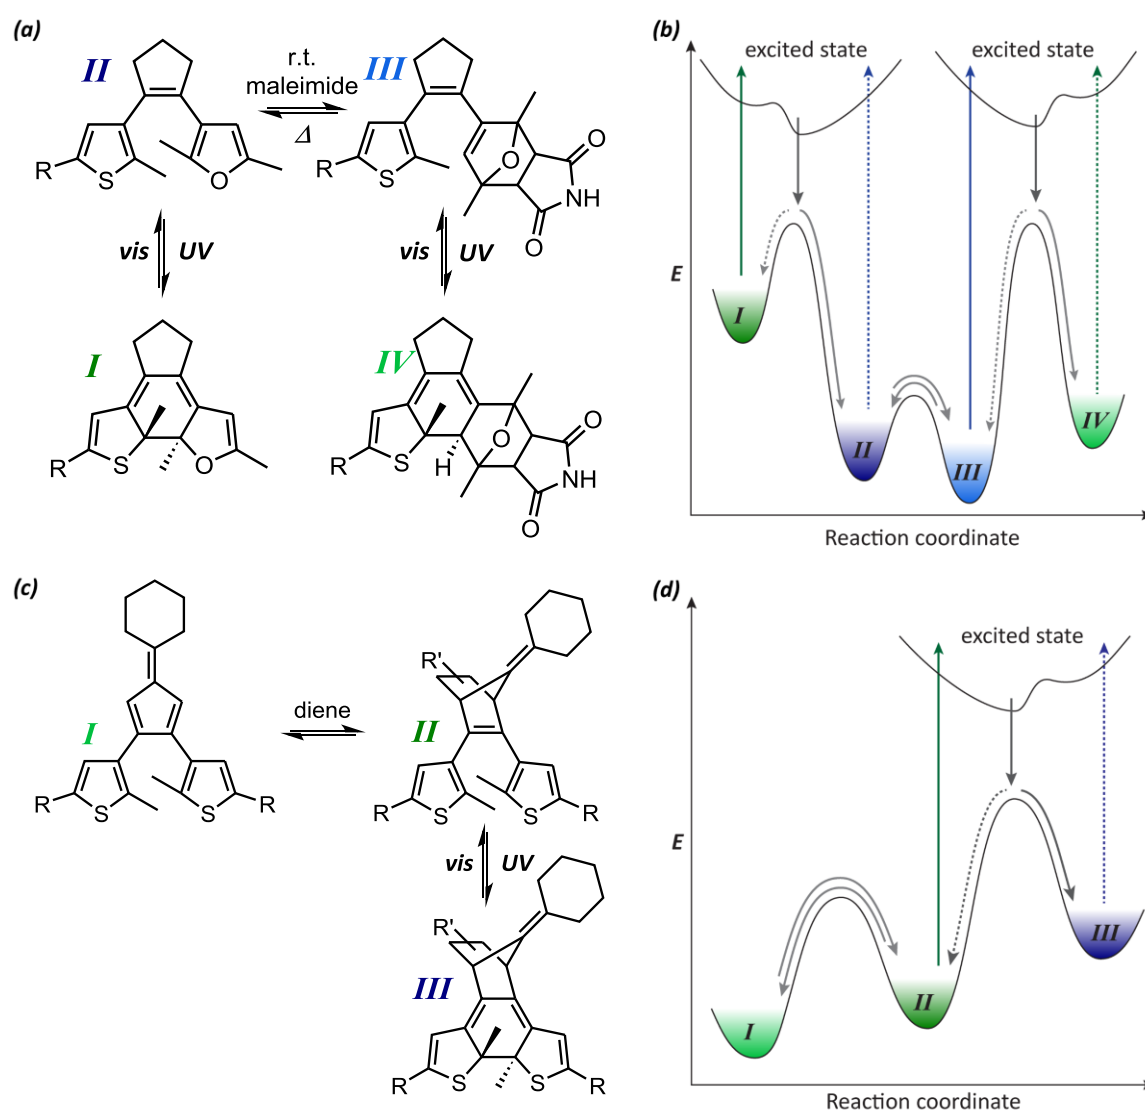 (a)
II
r.t.
maleimide
Δ
III
R
S
O
R
S
O
O
NH
O
vis
UV
vis
UV
I
IV
R
S
O
R
S
H
O
O
NH
O
(b)
excited state
excited state
E
I
II
III
IV
Reaction coordinate
(c)
I
R
S
S
R
diene
R'
II
R
S
S
R
vis
UV
R'
III
R
S
S
R
(d)
excited state
E
I
II
III
Reaction coordinate